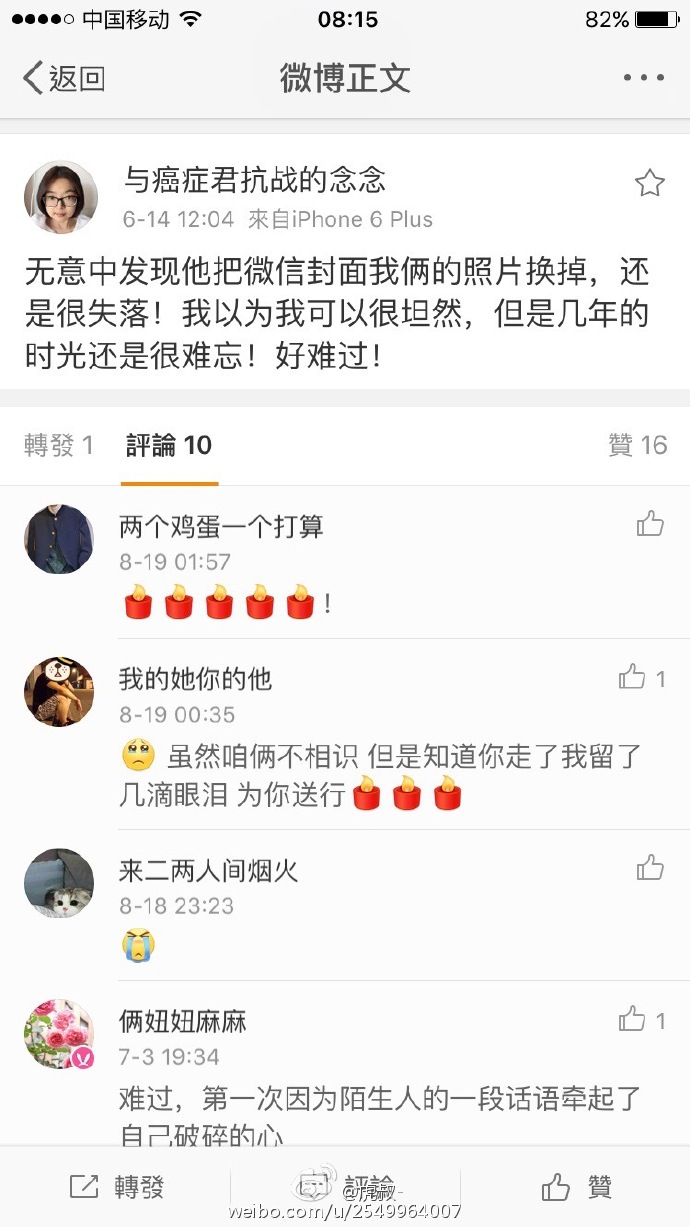 中国移动 08:15 82%
返回 微博正文
与癌症君抗战的念念
6-14 12:04 來自iPhone 6 Plus
无意中发现他把微信封面我俩的照片换掉，还
是很失落！我以为我可以很坦然，但是几年的
时光还是很难忘！好难过！
轉發 1 評論 10 贊 16
两个鸡蛋一个打算
8-19 01:57
！
我的她你的他
1
8-19 00:35
虽然咱俩不相识 但是知道你走了我留了
几滴眼泪 为你送行
来二两人间烟火
8-18 23:23
俩妞妞麻麻
1
7-3 19:34
难过，第一次因为陌生人的一段话语牵起了
自己破碎的心
轉發 評論 贊
@虎嫂-
weibo.com/u/2549964007